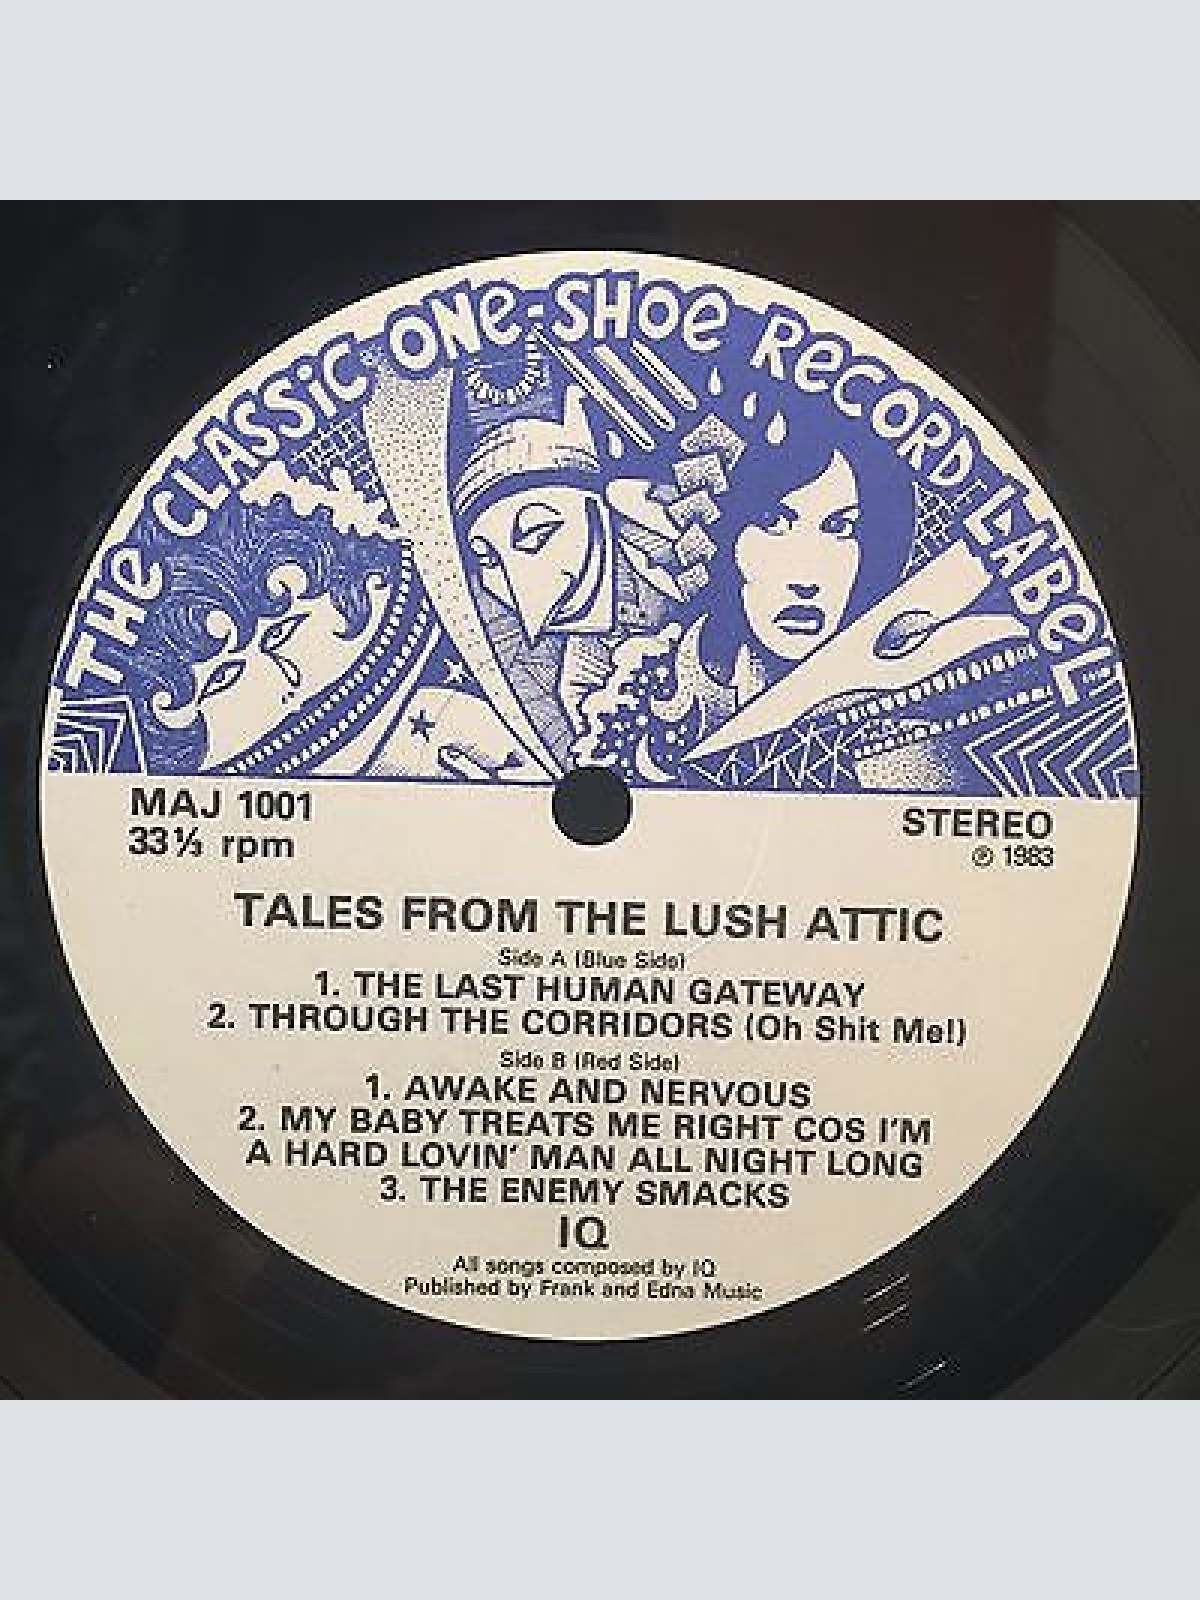 THe CLASSiC ONe-SHOe ReCORD LABeL
MAJ 1001
33⅓ rpm
STEREO
℗ 1983
TALES FROM THE LUSH ATTIC
Side A (Blue Side)
1. THE LAST HUMAN GATEWAY
2. THROUGH THE CORRIDORS (Oh Shit Me!)
Side B (Red Side)
1. AWAKE AND NERVOUS
2. MY BABY TREATS ME RIGHT COS I'M
A HARD LOVIN' MAN ALL NIGHT LONG
3. THE ENEMY SMACKS
IQ
All songs composed by IQ
Published by Frank and Edna Music